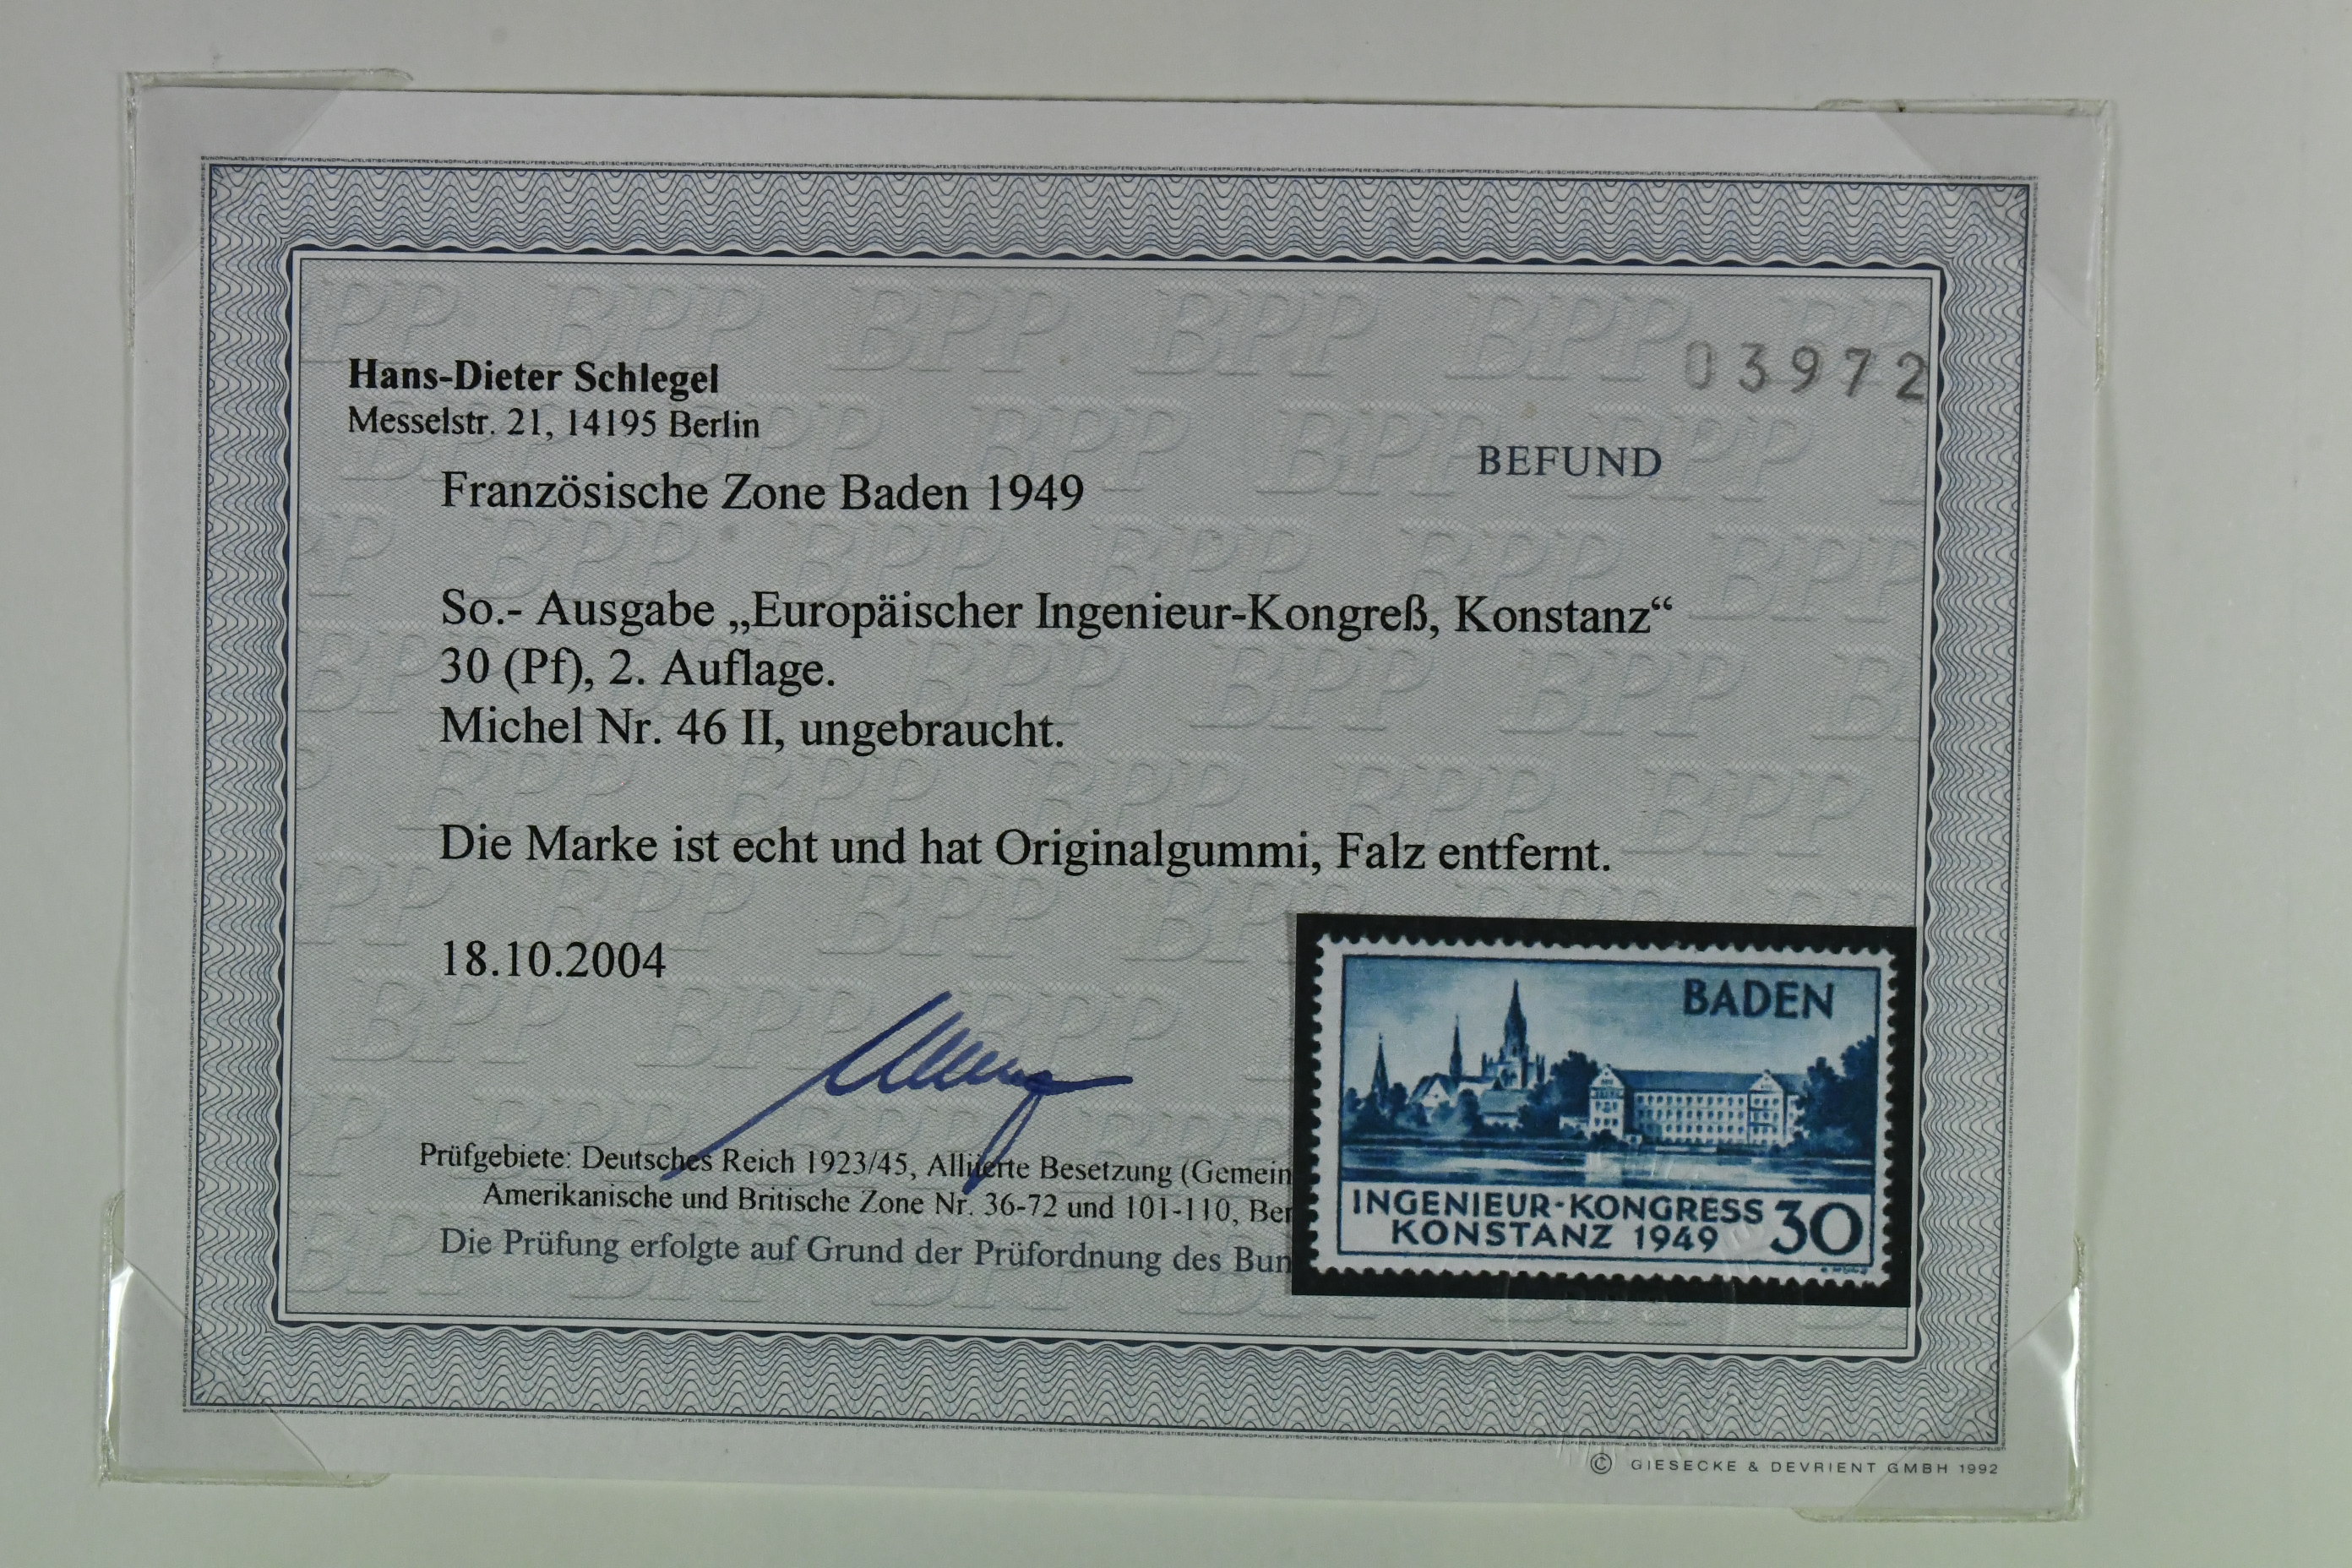 03972
Hans-Dieter Schlegel
Messelstr. 21, 14195 Berlin
BEFUND
Französische Zone Baden 1949
So.- Ausgabe „Europäischer Ingenieur-Kongreß, Konstanz“
30 (Pf), 2. Auflage.
Michel Nr. 46 II, ungebraucht.
Die Marke ist echt und hat Originalgummi, Falz entfernt.
18.10.2004
Prüfgebiete: Deutsches Reich 1923/45, Alliierte Besetzung (Gemein
Amerikanische und Britische Zone Nr. 36-72 und 101-110, Ber
Die Prüfung erfolgte auf Grund der Prüfordnung des Bun
BADEN
INGENIEUR-KONGRESS
KONSTANZ 1949
30
© GIESECKE & DEVRIENT GMBH 1992
BPP